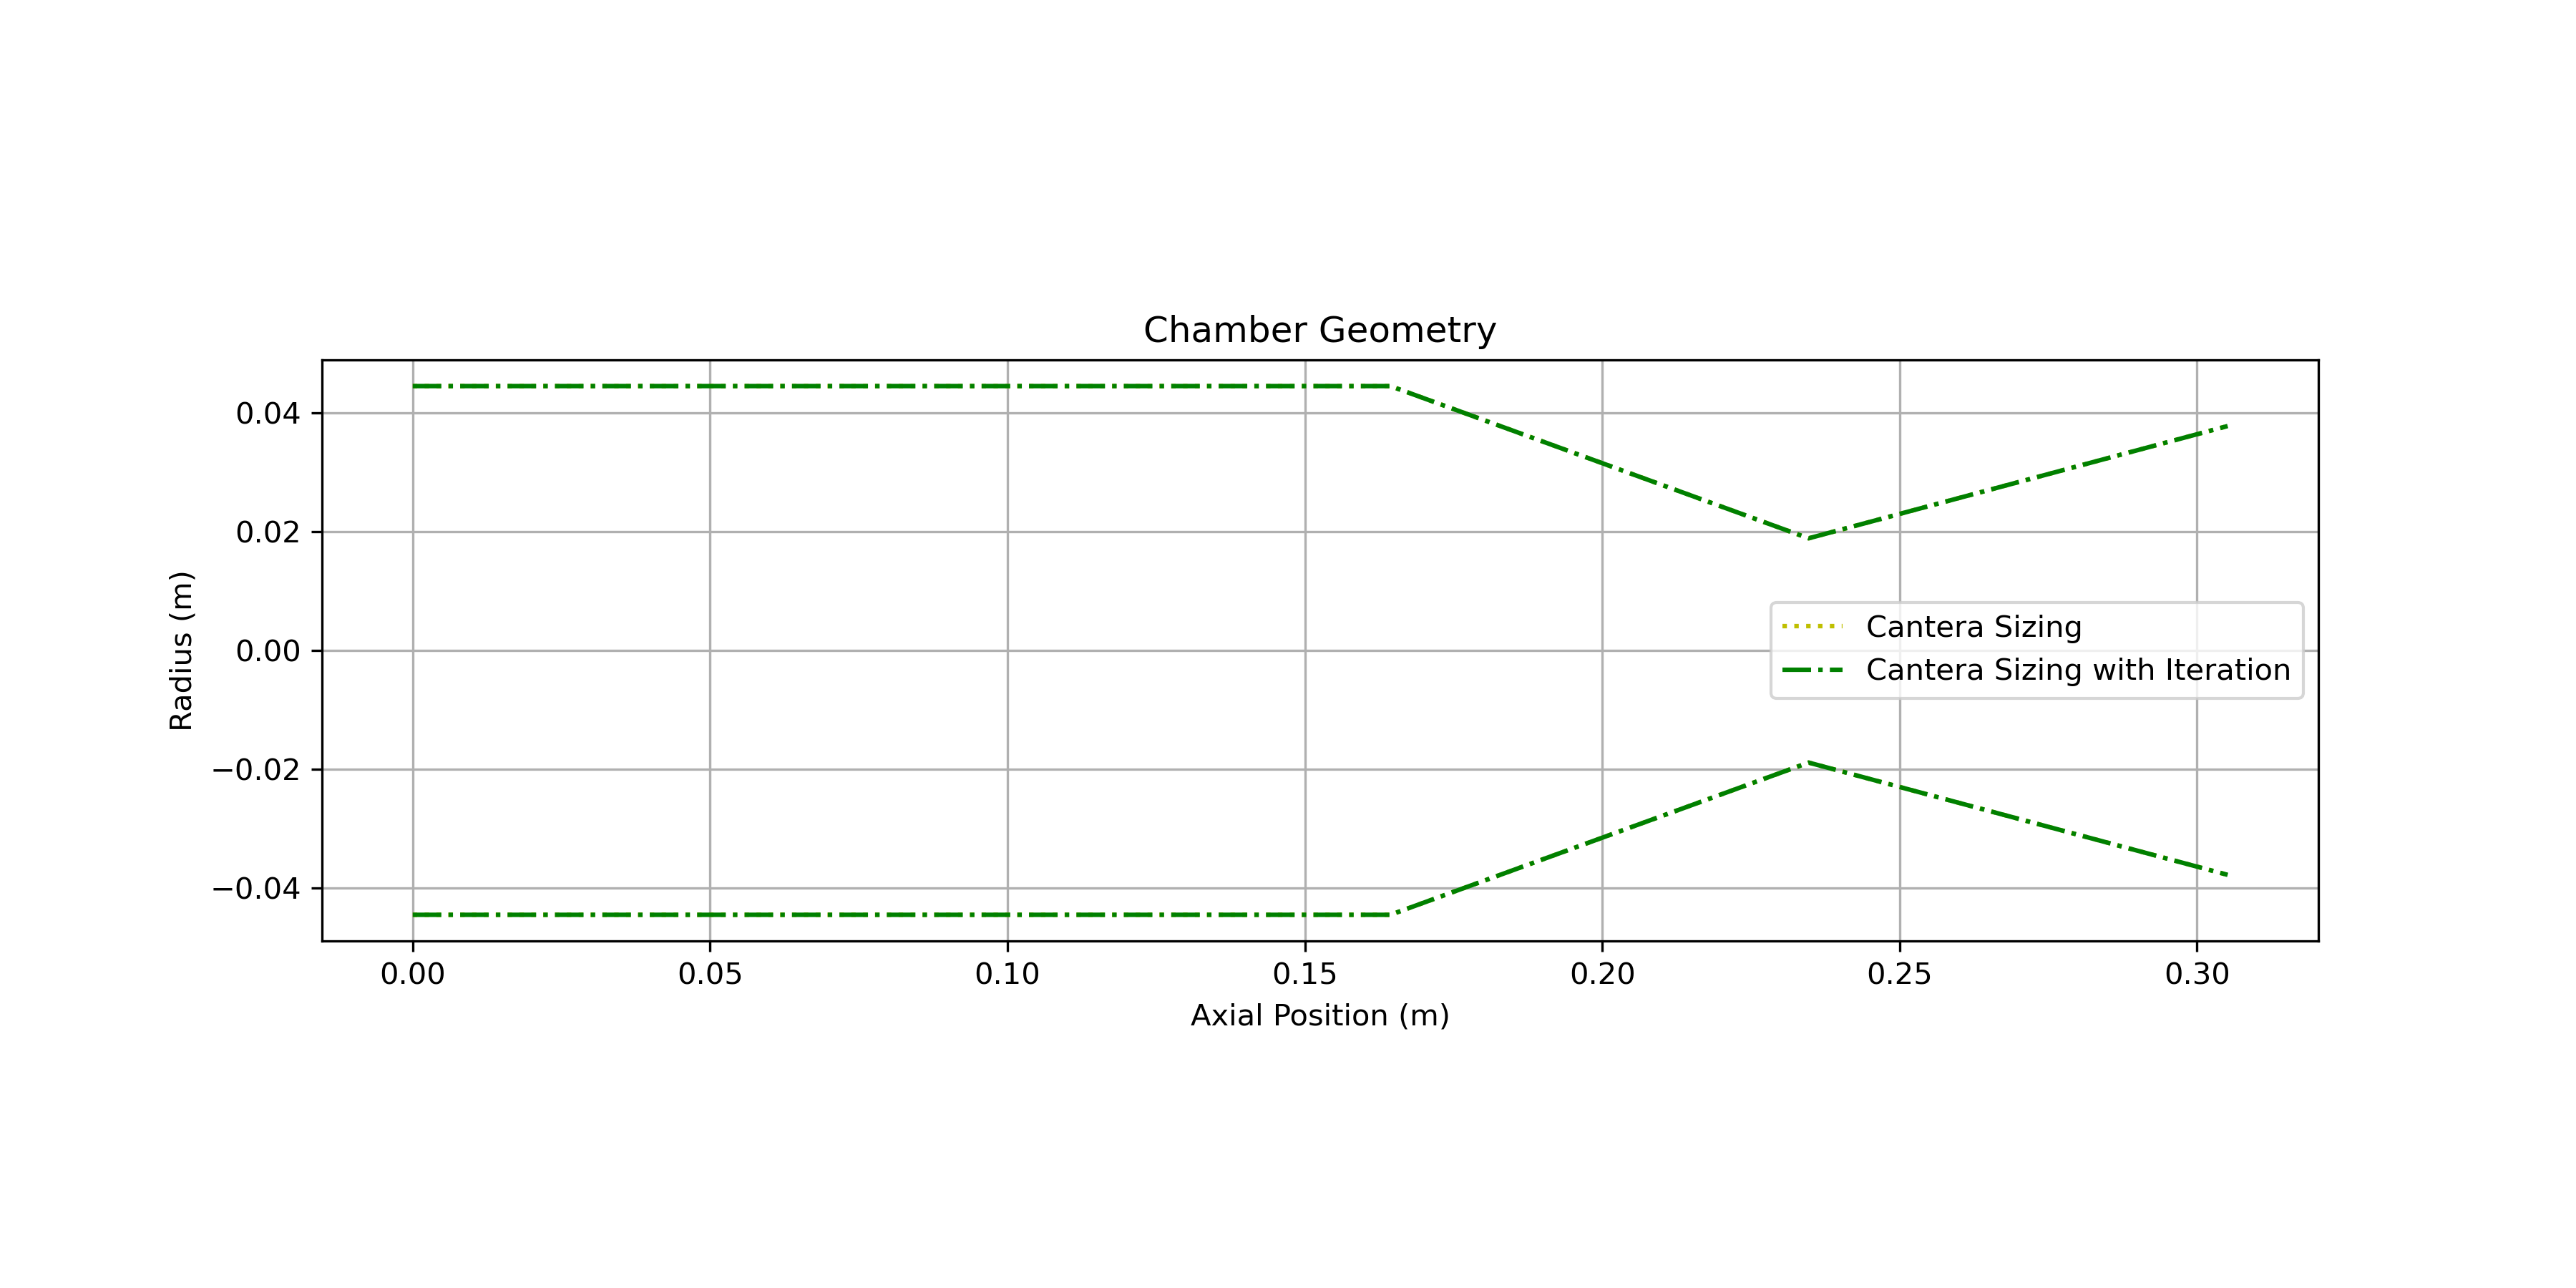 Chamber Geometry
0.04
0.02
0.00
−0.02
−0.04
Radius (m)
Cantera Sizing
Cantera Sizing with Iteration
0.00 0.05 0.10 0.15 0.20 0.25 0.30
Axial Position (m)